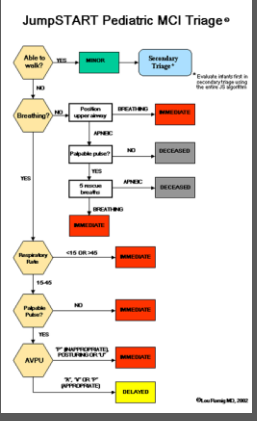 JumpSTART Pediatric MCI Triage©
Able to
walk?
YES
MINOR
Secondary
Triage*
* Evaluate infants first in
secondary triage using
the entire JS algorithm
NO
Breathing?
NO
Position
upper airway
BREATHING
IMMEDIATE
APNEIC
Palpable pulse?
NO
DECEASED
YES
5 rescue
breaths
APNEIC
DECEASED
BREATHING
IMMEDIATE
YES
Respiratory
Rate
<15 OR >45
IMMEDIATE
15-45
Palpable
Pulse?
NO
IMMEDIATE
YES
AVPU
"P" (INAPPROPRIATE),
POSTURING OR "U"
IMMEDIATE
"A", "V" OR "P"
(APPROPRIATE)
DELAYED
©Lou Romig MD, 2002